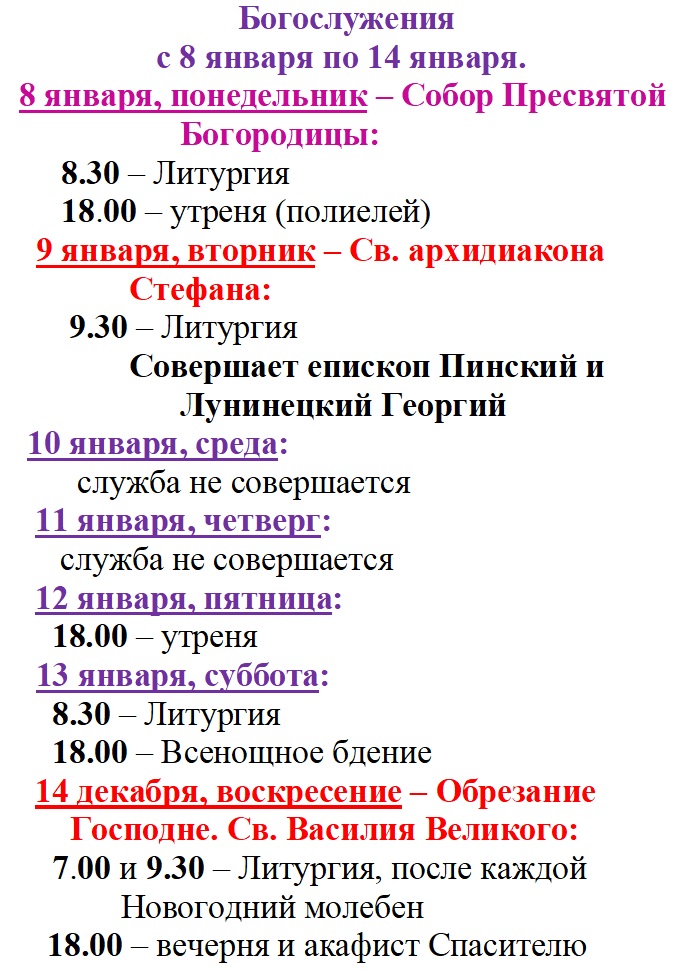 Богослужения
с 8 января по 14 января.
8 января, понедельник – Собор Пресвятой
Богородицы:
8.30 – Литургия
18.00 – утреня (полиелей)
9 января, вторник – Св. архидиакона
Стефана:
9.30 – Литургия
Совершает епископ Пинский и
Лунинецкий Георгий
10 января, среда:
служба не совершается
11 января, четверг:
служба не совершается
12 января, пятница:
18.00 – утреня
13 января, суббота:
8.30 – Литургия
18.00 – Всенощное бдение
14 декабря, воскресение – Обрезание
Господне. Св. Василия Великого:
7.00 и 9.30 – Литургия, после каждой
Новогодний молебен
18.00 – вечерня и акафист Спасителю